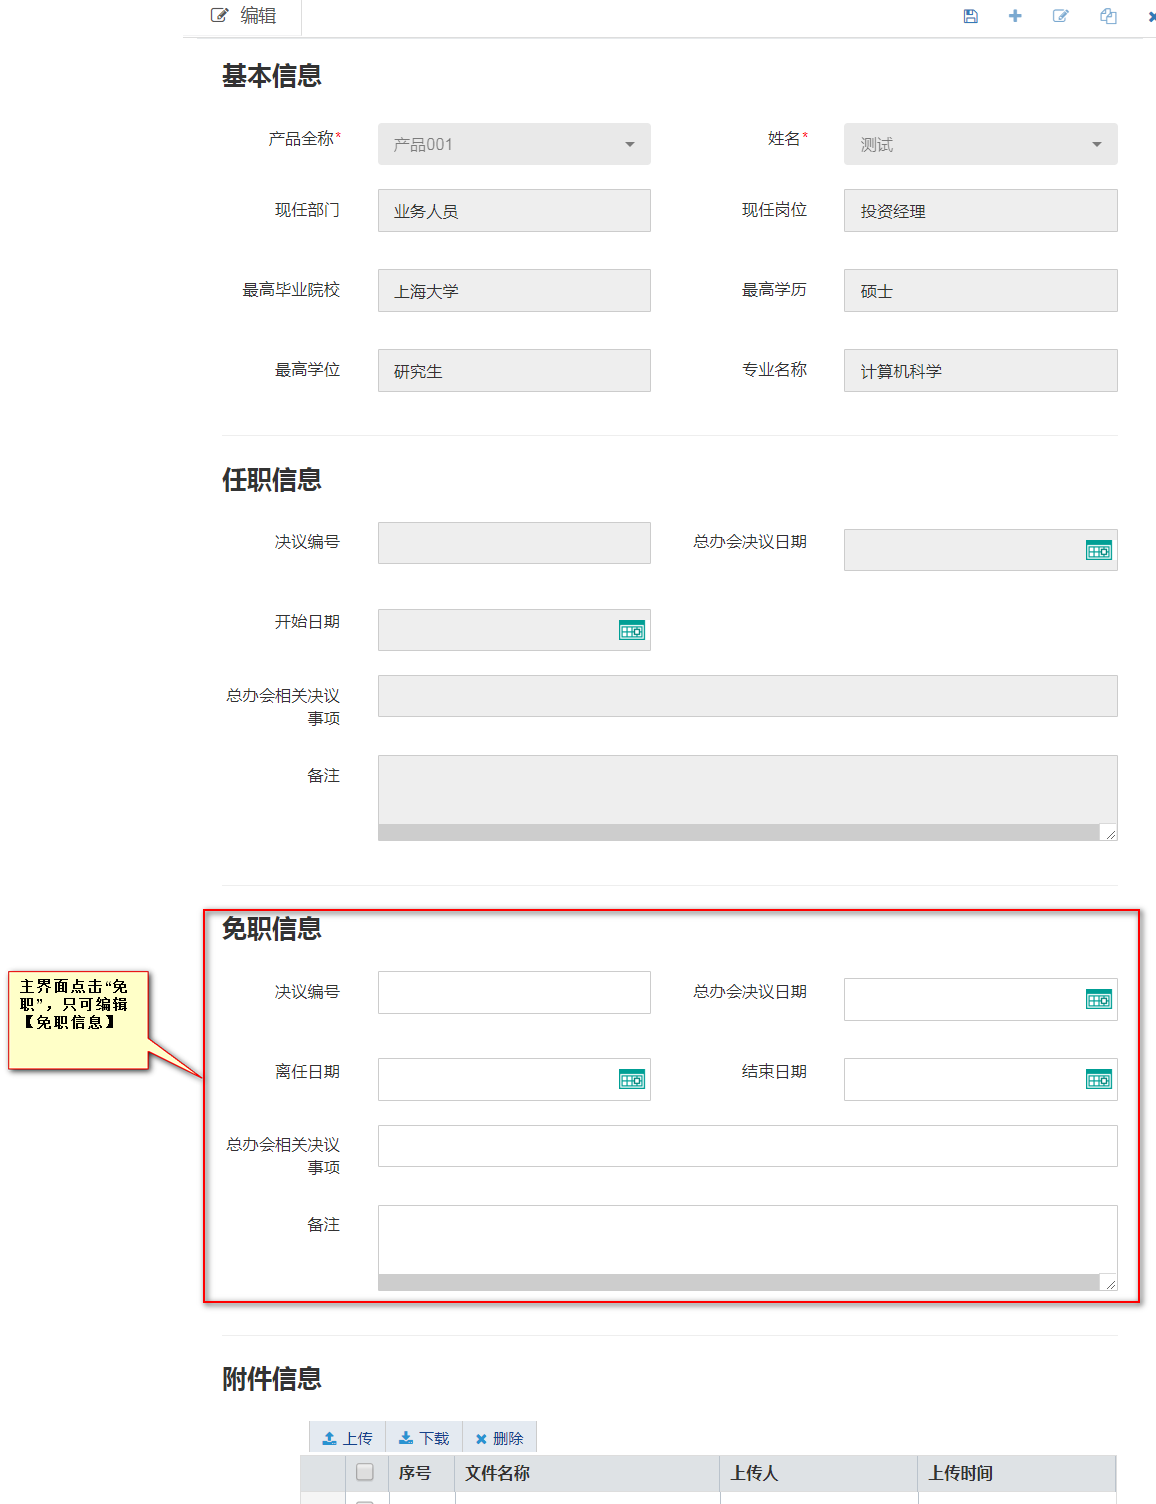 编辑
基本信息
产品全称* 产品001 姓名* 测试
现任部门 业务人员 现任岗位 投资经理
最高毕业院校 上海大学 最高学历 硕士
最高学位 研究生 专业名称 计算机科学
任职信息
决议编号 总办会决议日期
开始日期
总办会相关决议
事项
备注
免职信息
主界面点击“免
职”，只可编辑
【免职信息】
决议编号 总办会决议日期
离任日期 结束日期
总办会相关决议
事项
备注
附件信息
上传 下载 删除
序号 文件名称 上传人 上传时间